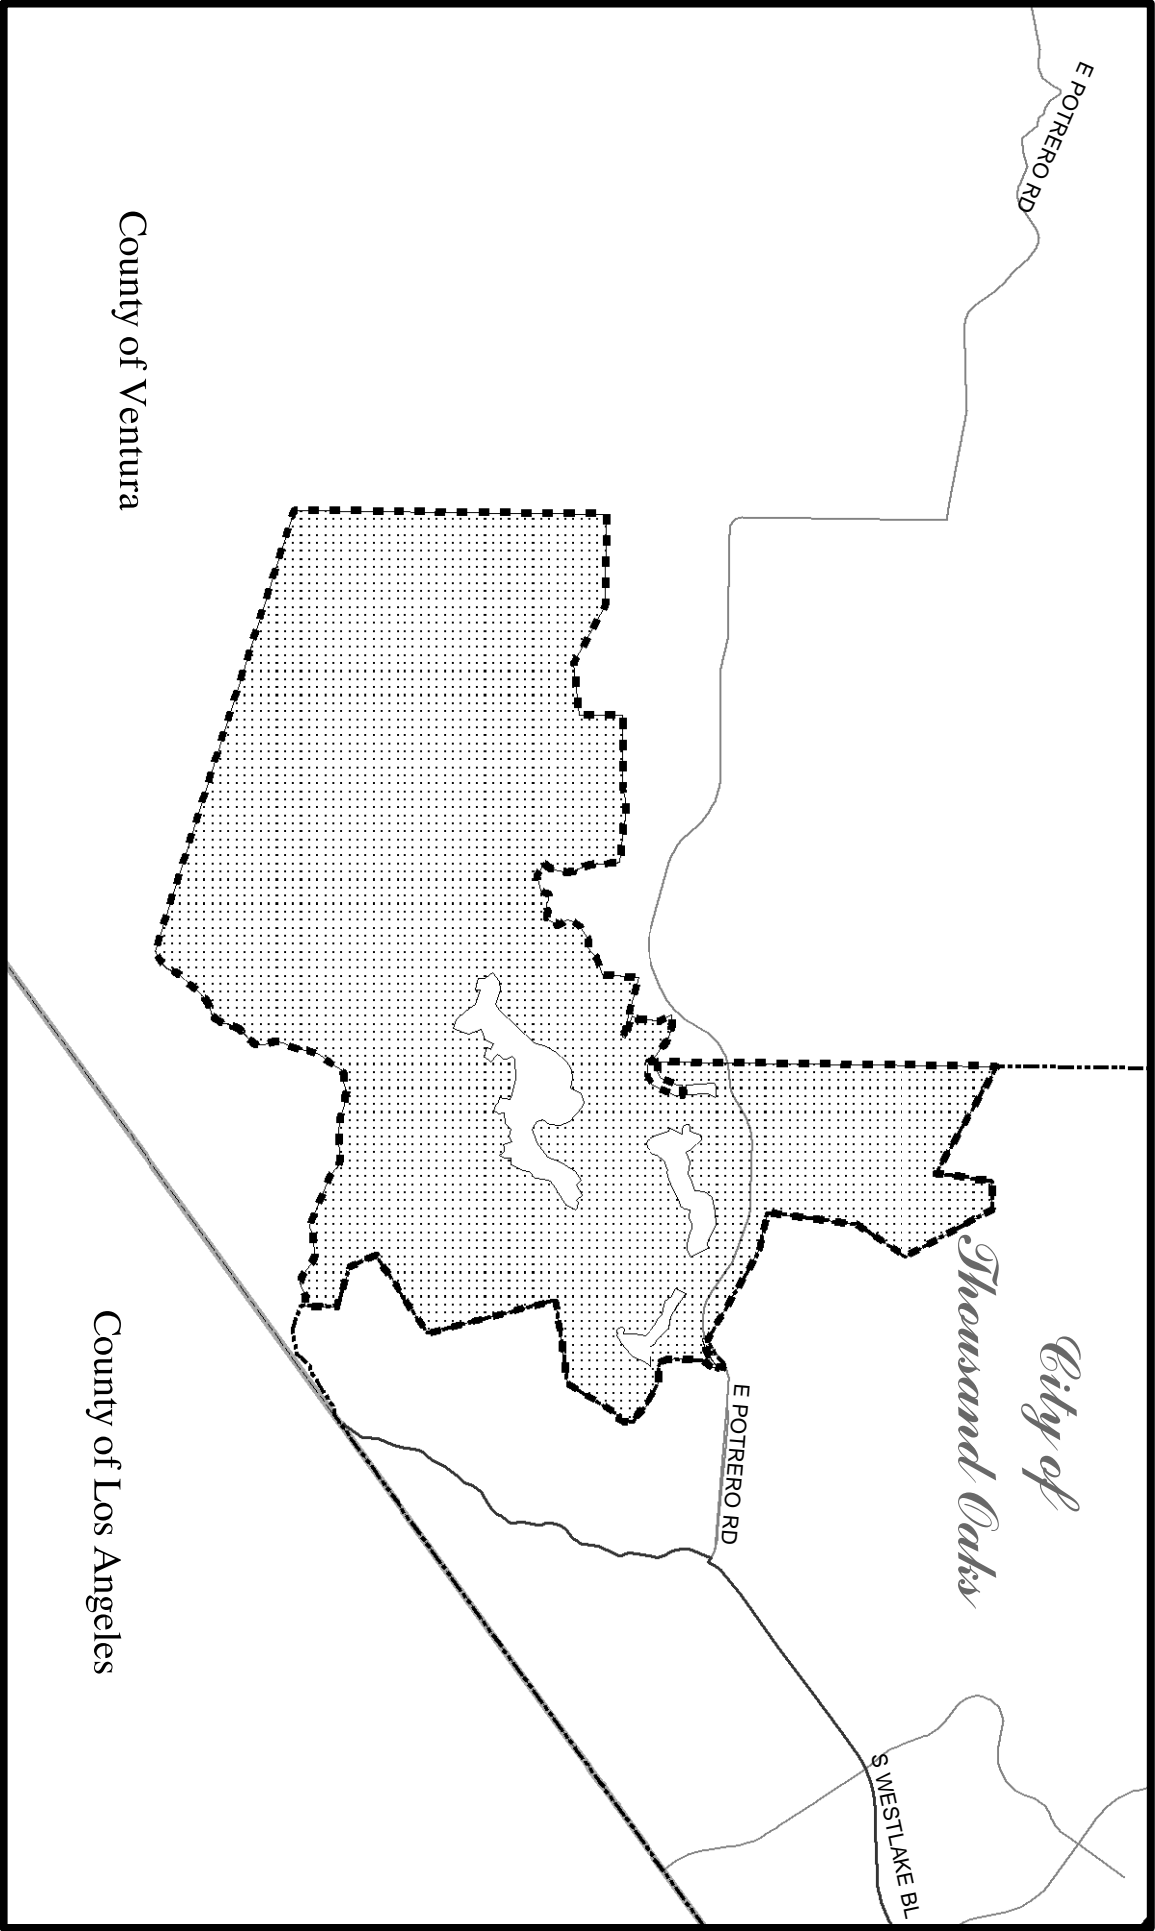 E POTRERO RD
City of
Thousand Oaks
E POTRERO RD
S WESTLAKE BL
County of Ventura
County of Los Angeles